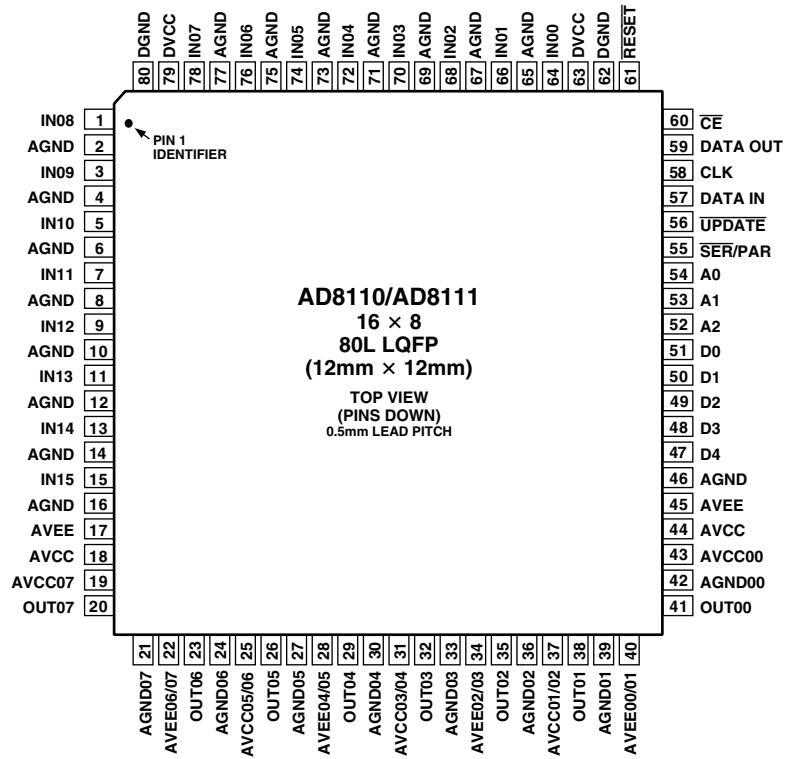 80 DGND
79 DVCC
78 IN07
77 AGND
76 IN06
75 AGND
74 IN05
73 AGND
72 IN04
71 AGND
70 IN03
69 AGND
68 IN02
67 AGND
66 IN01
65 AGND
64 IN00
63 DVCC
62 DGND
61 RESET
IN08 1
AGND 2
IN09 3
AGND 4
IN10 5
AGND 6
IN11 7
AGND 8
IN12 9
AGND 10
IN13 11
AGND 12
IN14 13
AGND 14
IN15 15
AGND 16
AVEE 17
AVCC 18
AVCC07 19
OUT07 20
PIN 1
IDENTIFIER
AD8110/AD8111
16 × 8
80L LQFP
(12mm × 12mm)
TOP VIEW
(PINS DOWN)
0.5mm LEAD PITCH
60 CE
59 DATA OUT
58 CLK
57 DATA IN
56 UPDATE
55 SER/PAR
54 A0
53 A1
52 A2
51 D0
50 D1
49 D2
48 D3
47 D4
46 AGND
45 AVEE
44 AVCC
43 AVCC00
42 AGND00
41 OUT00
AGND07 21
AVEE06/07 22
OUT06 23
AGND06 24
AVCC05/06 25
OUT05 26
AGND05 27
AVEE04/05 28
OUT04 29
AGND04 30
AVCC03/04 31
OUT03 32
AGND03 33
AVEE02/03 34
OUT02 35
AGND02 36
AVCC01/02 37
OUT01 38
AGND01 39
AVEE00/01 40